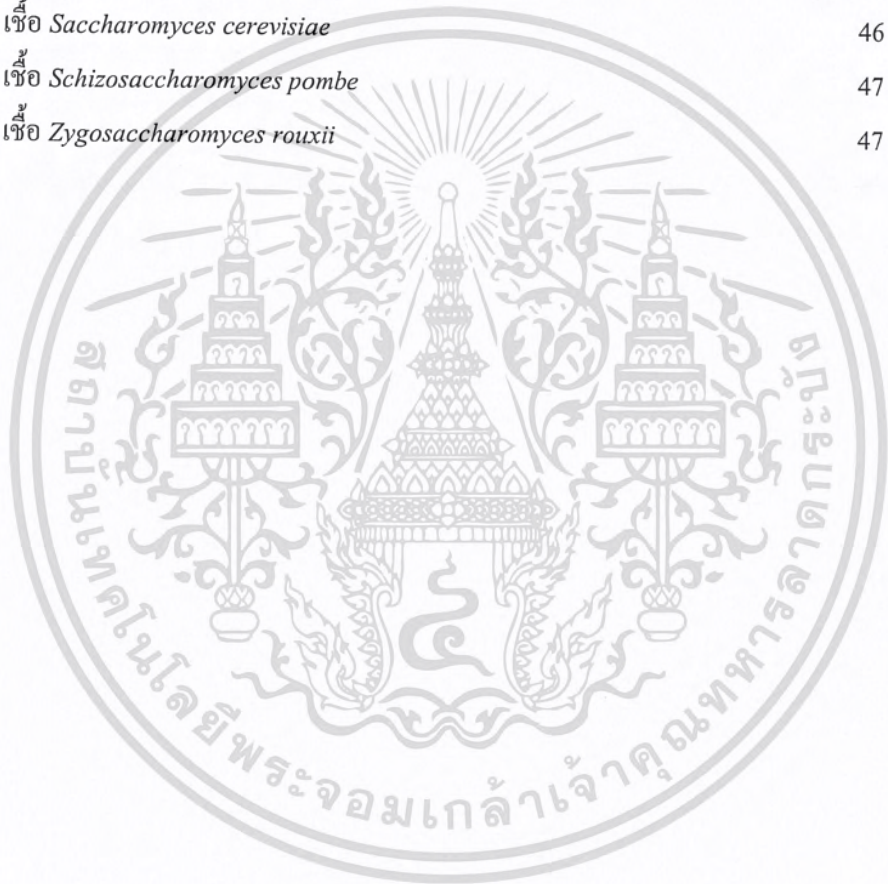 เชื้อ Saccharomyces cerevisiae 46
เชื้อ Schizosaccharomyces pombe 47
เชื้อ Zygosaccharomyces rouxii 47
สถาบันเทคโนโลยีพระจอมเกล้าเจ้าคุณทหารลาดกระบัง
๔